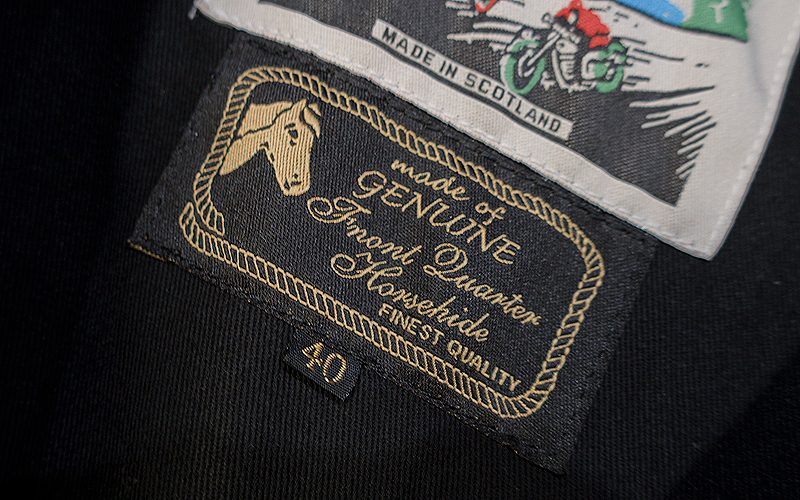 MADE IN SCOTLAND
made of
GENUINE
Front Quarter
Horsehide
FINEST QUALITY
40